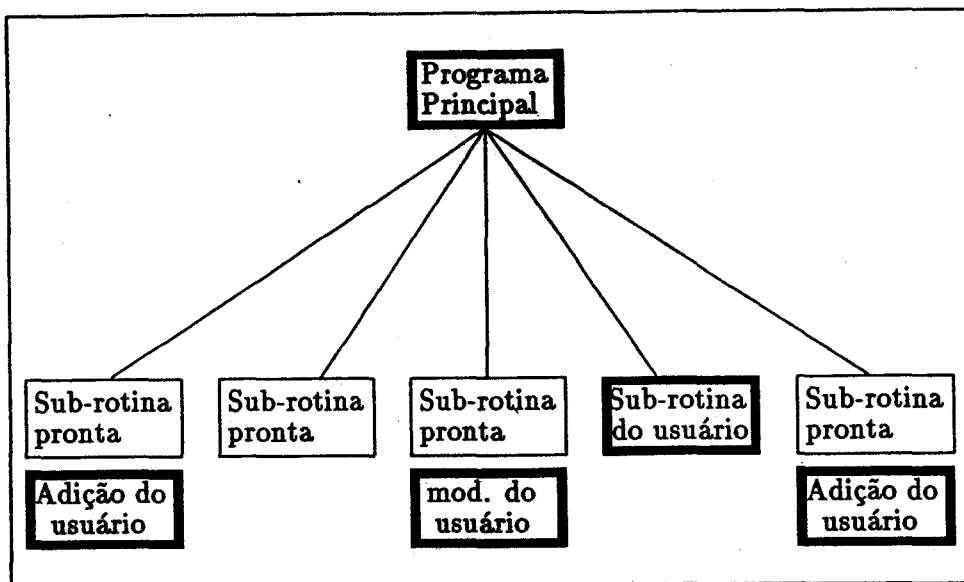 Programa
Principal
Sub-rotina
pronta
Sub-rotina
pronta
Sub-rotina
pronta
Sub-rotina
do usuário
Sub-rotina
pronta
Adição do
usuário
mod. do
usuário
Adição do
usuário